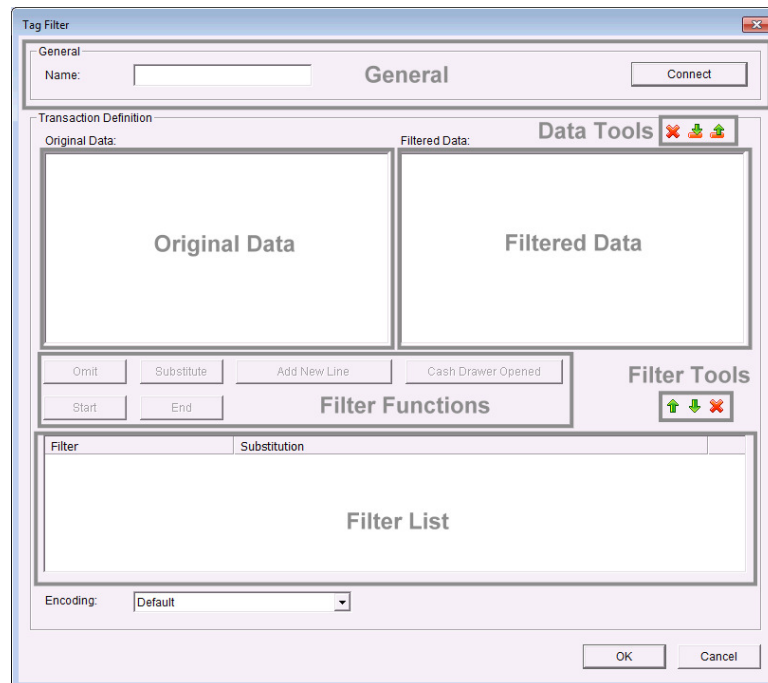 Tag Filter
General
Name:
General
Connect
Transaction Definition
Data Tools
Original Data:
Filtered Data:
Original Data
Filtered Data
Omit
Substitute
Add New Line
Cash Drawer Opened
Filter Tools
Start
End
Filter Functions
Filter
Substitution
Filter List
Encoding:
Default
OK
Cancel